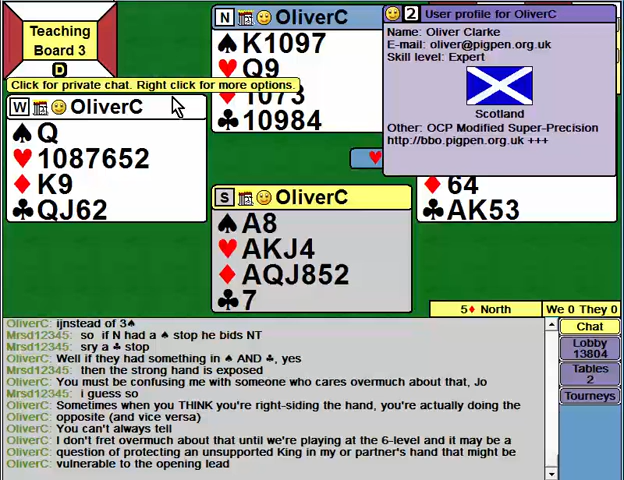 Teaching
Board 3
D
Click for private chat. Right click for more options.
W OliverC
♠ Q
♥ 1087652
♦ K9
♣ QJ62
N OliverC
♠ K1097
♥ Q9
1073
♣ 10984
2 User profile for OliverC
Name: Oliver Clarke
E-mail: oliver@pigpen.org.uk
Skill level: Expert
Scotland
Other: OCP Modified Super-Precision
http://bbo.pigpen.org.uk +++
♦ 64
♣ AK53
S OliverC
♠ A8
♥ AKJ4
♦ AQJ852
♣ 7
5♦ North
We 0 They 0
OliverC: ijnstead of 3♠
Mrsd12345: so if N had a ♠ stop he bids NT
Mrsd12345: sry a ♣ stop
OliverC: Well if they had something in ♠ AND ♣, yes
Mrsd12345: then the strong hand is exposed
OliverC: You must be confusing me with someone who cares overmuch about that, Jo
Mrsd12345: i guess so
OliverC: Sometimes when you THINK you're right-siding the hand, you're actually doing the
opposite (and vice versa)
OliverC: You can't always tell
OliverC: I don't fret overmuch about that until we're playing at the 6-level and it may be a
question of protecting an unsupported King in my or partner's hand that might be
vulnerable to the opening lead
Chat
Lobby
13804
Tables
2
Tourneys